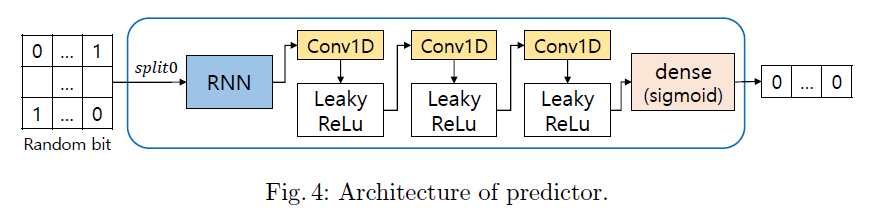 0 ... 1
...
1 ... 0
Random bit
split0
RNN
Conv1D
Leaky
ReLu
Conv1D
Leaky
ReLu
Conv1D
Leaky
ReLu
dense
(sigmoid)
0 ... 0
Fig. 4: Architecture of predictor.